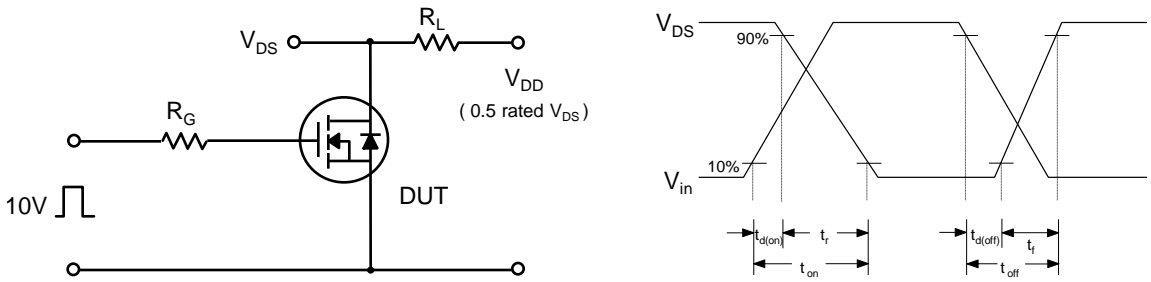 R_L
V_DS
V_DD
( 0.5 rated V_DS )
R_G
DUT
10V
V_DS
90%
10%
V_in
t_d(on)
t_r
t_on
t_d(off)
t_f
t_off